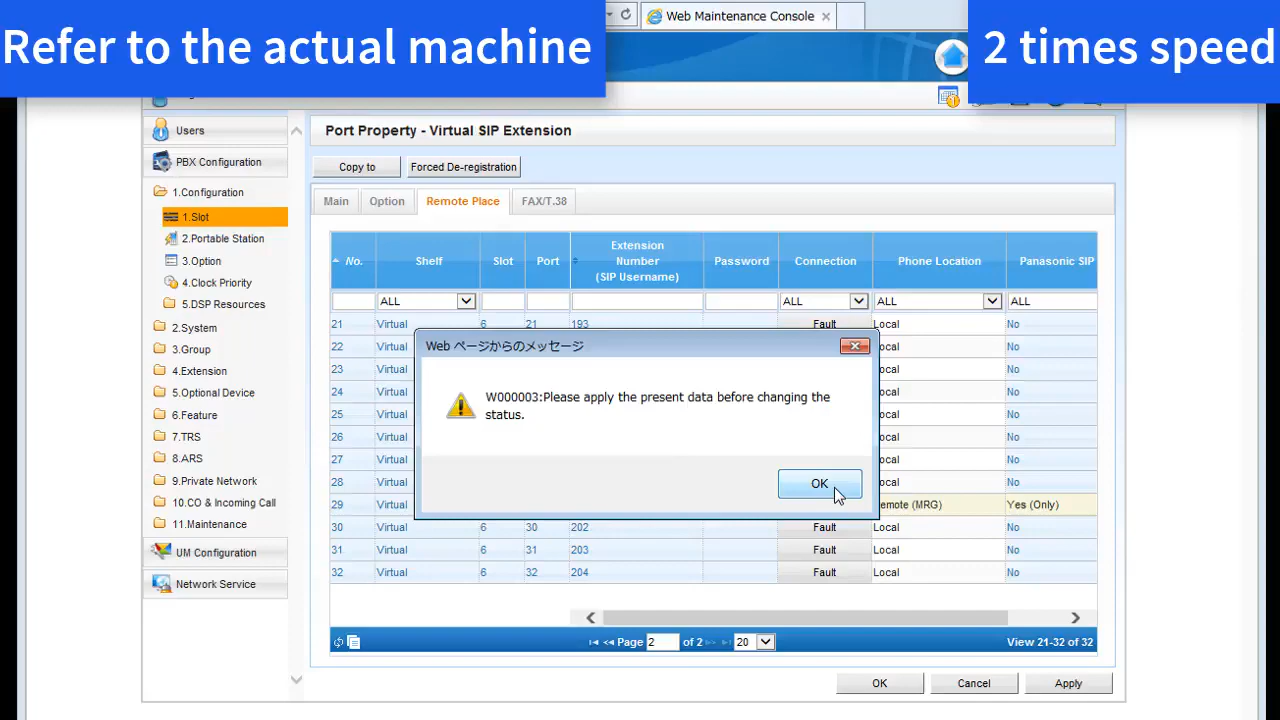 Refer to the actual machine
2 times speed
Web Maintenance Console
Users
PBX Configuration
1.Configuration
1.Slot
2.Portable Station
3.Option
4.Clock Priority
5.DSP Resources
2.System
3.Group
4.Extension
5.Optional Device
6.Feature
7.TRS
8.ARS
9.Private Network
10.CO & Incoming Call
11.Maintenance
UM Configuration
Network Service
Port Property - Virtual SIP Extension
Copy to Forced De-registration
Main Option Remote Place FAX/T.38
No. Shelf Slot Port Extension Number (SIP Username) Password Connection Phone Location Panasonic SIP
ALL ALL ALL ALL
21 Virtual 6 21 193 Fault Local No
22 Virtual ocal No
23 Virtual ocal No
24 Virtual ocal No
25 Virtual ocal No
26 Virtual ocal No
27 Virtual ocal No
28 Virtual ocal No
29 Virtual emote (MRG) Yes (Only)
30 Virtual 6 30 202 Fault Local No
31 Virtual 6 31 203 Fault Local No
32 Virtual 6 32 204 Fault Local No
Web ページからのメッセージ
W000003:Please apply the present data before changing the
status.
OK
Page 2 of 2 20 View 21-32 of 32
OK Cancel Apply